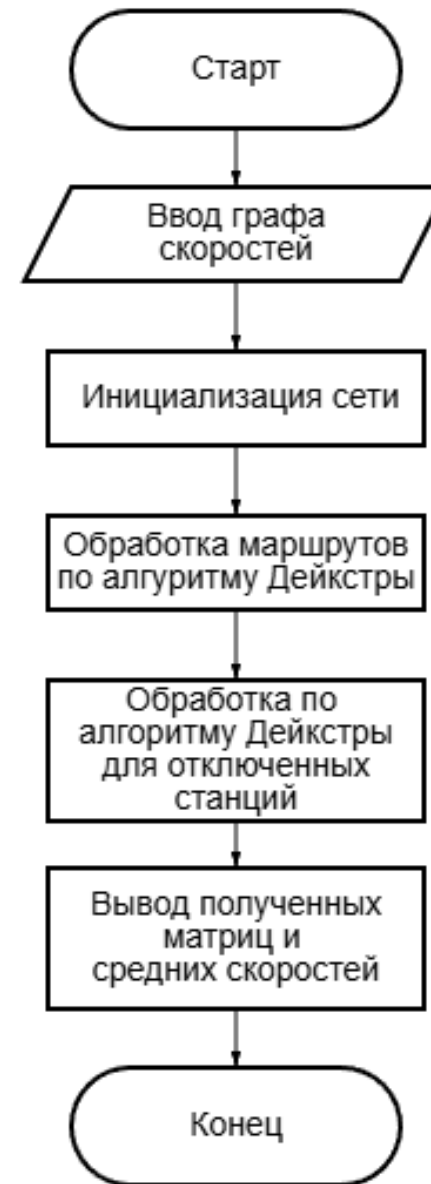 Старт
Ввод графа
скоростей
Инициализация сети
Обработка маршрутов
по алгуритму Дейкстры
Обработка по
алгоритму Дейкстры
для отключенных
станций
Вывод полученных
матриц и
средних скоростей
Конец